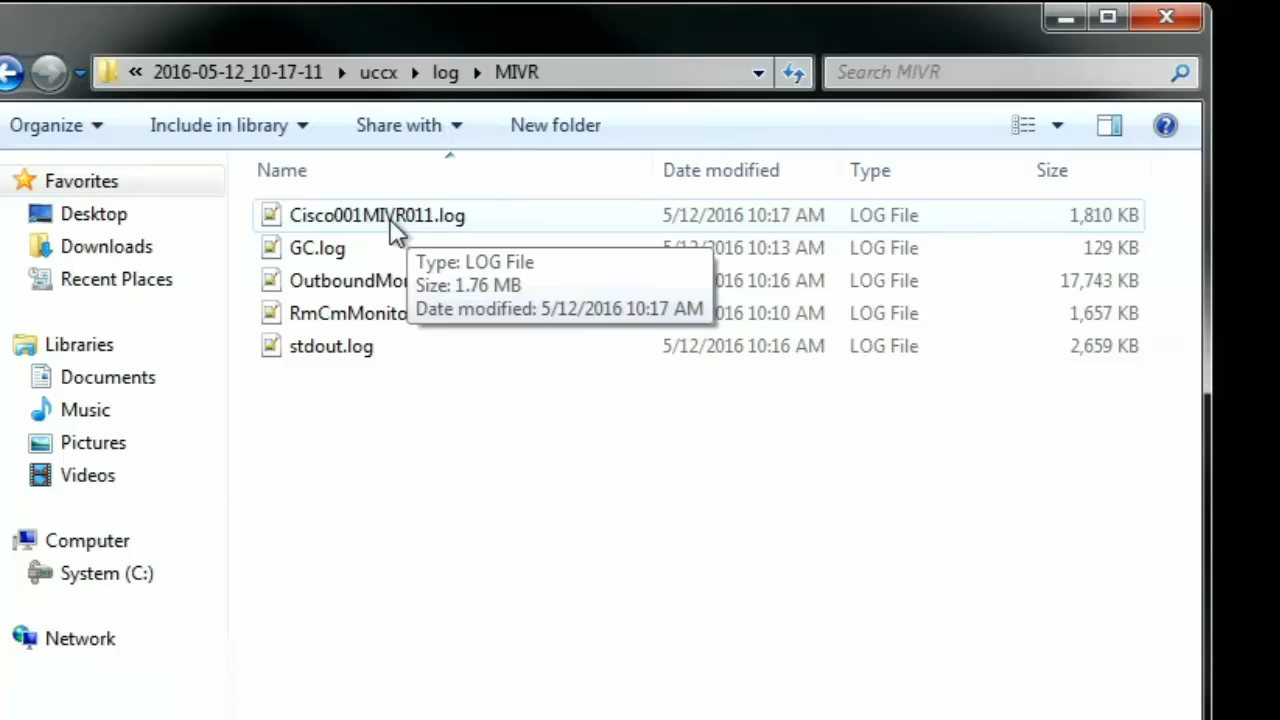 « 2016-05-12_10-17-11 uccx log MIVR Search MIVR
Organize Include in library Share with New folder
Name Date modified Type Size
Favorites
Desktop
Downloads
Recent Places
Libraries
Documents
Music
Pictures
Videos
Computer
System (C:)
Network
Cisco001MIVR011.log 5/12/2016 10:17 AM LOG File 1,810 KB
GC.log 5/12/2016 10:13 AM LOG File 129 KB
10:16 AM LOG File 17,743 KB
10:10 AM LOG File 1,657 KB
stdout.log 5/12/2016 10:16 AM LOG File 2,659 KB
Type: LOG File
Size: 1.76 MB
Date modified: 5/12/2016 10:17 AM